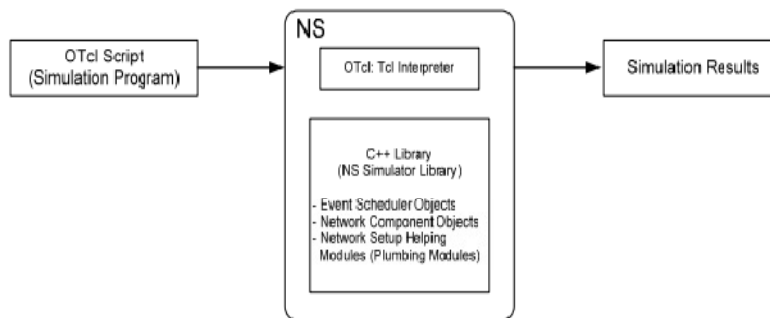 OTcl Script
(Simulation Program)
NS
OTcl: Tcl Interpreter
C++ Library
(NS Simulator Library)
- Event Scheduler Objects
- Network Component Objects
- Network Setup Helping
Modules (Plumbing Modules)
Simulation Results